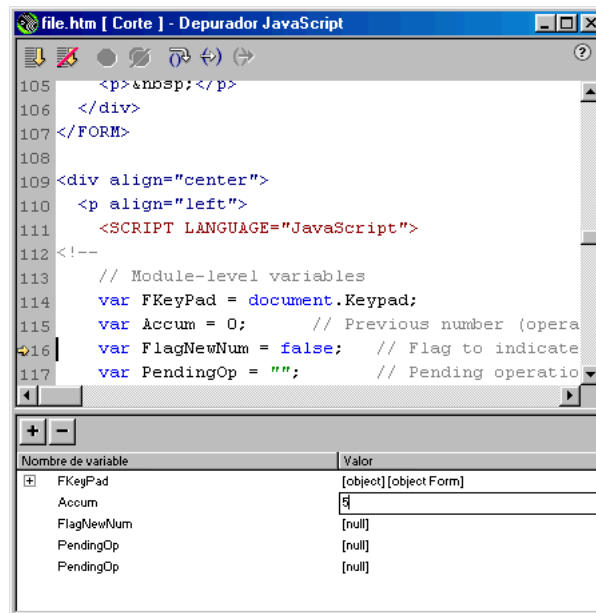 file.htm [ Corte ] - Depurador JavaScript
105 <p>&nbsp;</p>
106 </div>
107 </FORM>
108
109 <div align="center">
110 <p align="left">
111 <SCRIPT LANGUAGE="JavaScript">
112 <!--
113 // Module-level variables
114 var FKeyPad = document.Keypad;
115 var Accum = 0; // Previous number (opera
16 var FlagNewNum = false; // Flag to indicate
117 var PendingOp = ""; // Pending operatio
Nombre de variable Valor
FKeyPad [object] [object Form]
Accum 5
FlagNewNum [null]
PendingOp [null]
PendingOp [null]